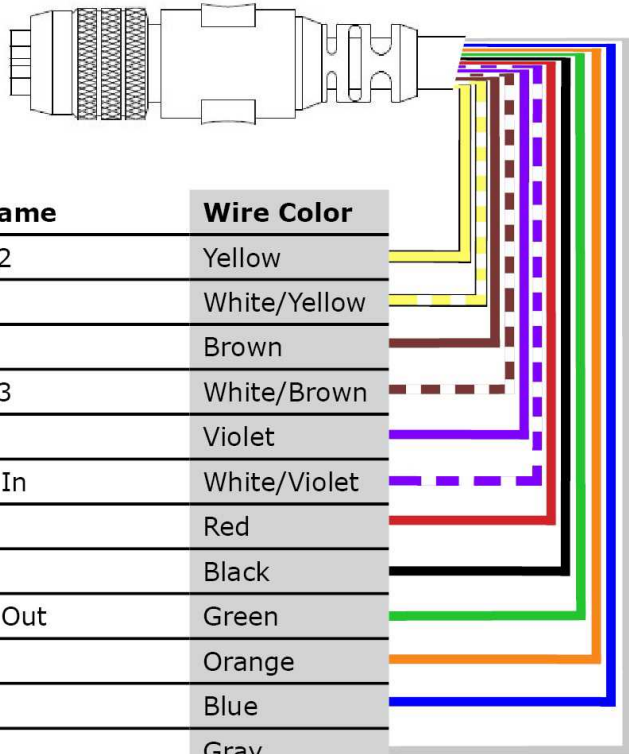 ame Wire Color
2 Yellow
White/Yellow
Brown
3 White/Brown
Violet
In White/Violet
Red
Black
Out Green
Orange
Blue
Gray